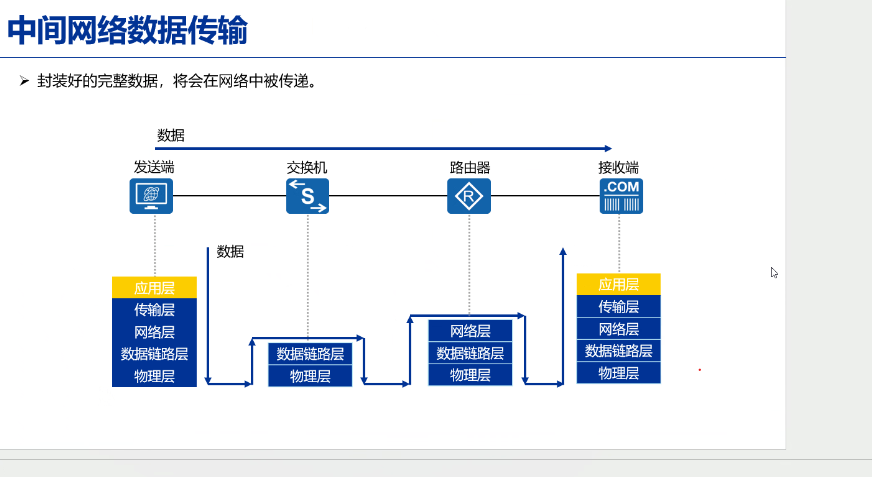 中间网络数据传输
➢ 封装好的完整数据，将会在网络中被传递。
数据
发送端 交换机 路由器 接收端
S R .COM
数据
应用层
传输层
网络层
数据链路层
物理层
数据链路层
物理层
网络层
数据链路层
物理层
应用层
传输层
网络层
数据链路层
物理层